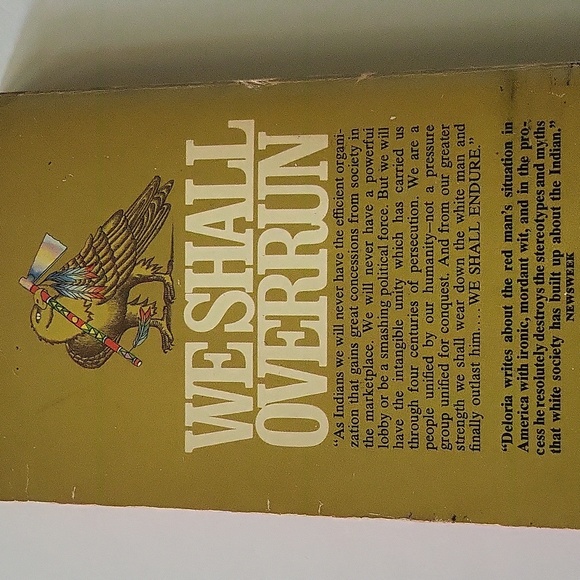 WE SHALL
OVERRUN
"As Indians we will never have the efficient organi-
zation that gains great concessions from society in
the marketplace. We will never have a powerful
lobby or be a smashing political force. But we will
have the intangible unity which has carried us
through four centuries of persecution. We are a
people unified by our humanity—not a pressure
group unified for conquest. And from our greater
strength we shall wear down the white man and
finally outlast him..... WE SHALL ENDURE."
"Deloria writes about the red man's situation in
America with ironic, mordant wit, and in the pro-
cess he resolutely destroys the stereotypes and myths
that white society has built up about the Indian."
NEWSWEEK